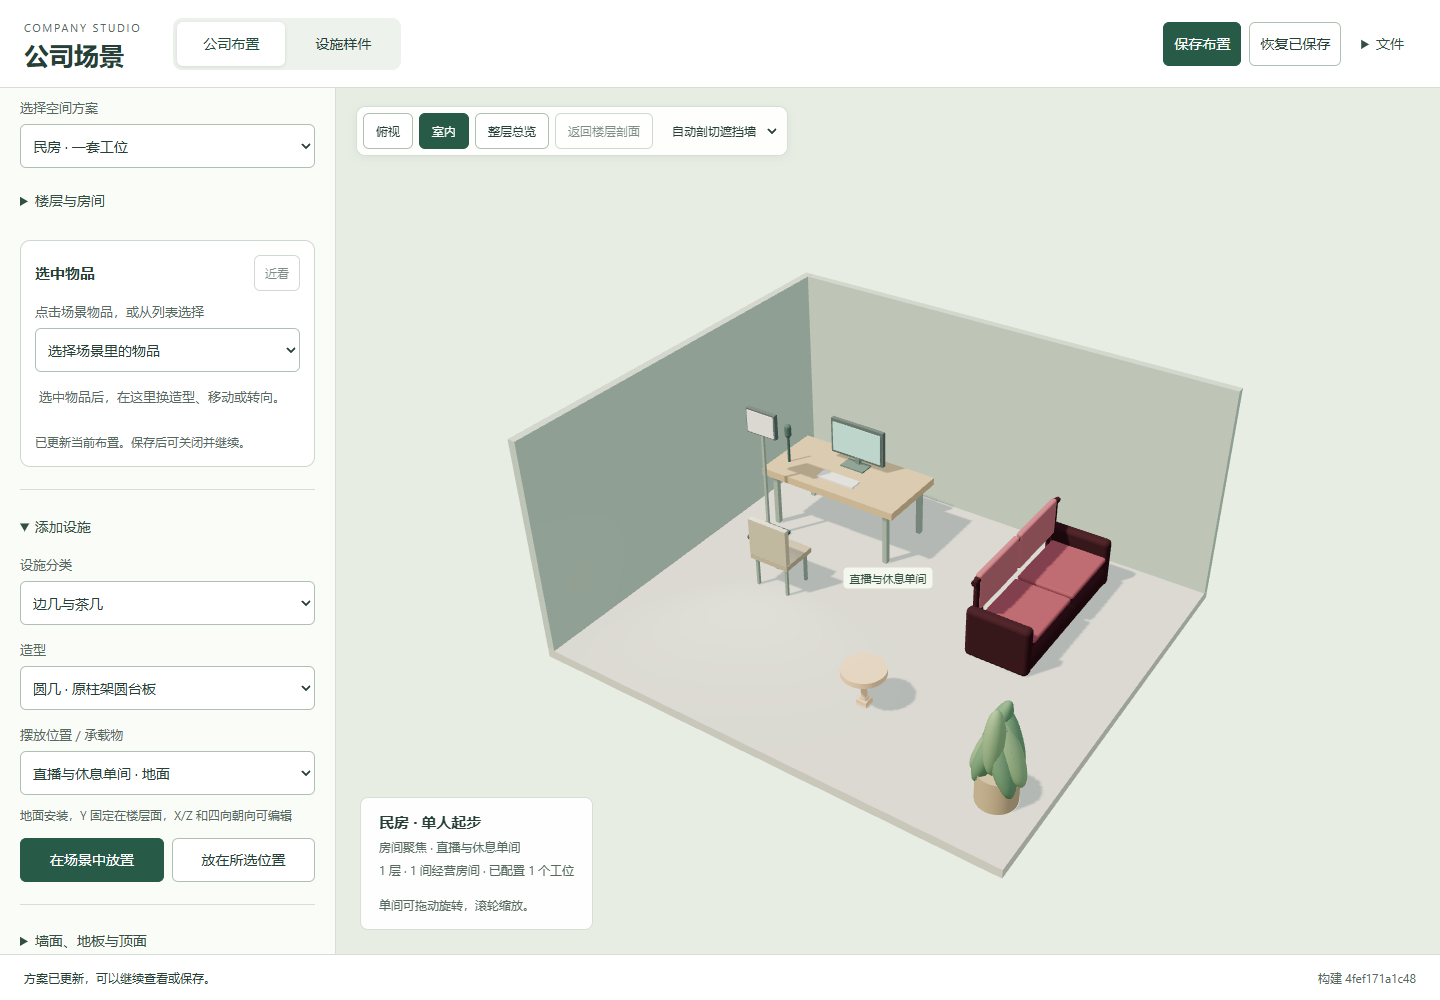 COMPANY STUDIO
公司场景
公司布置
设施样件
保存布置
恢复已保存
▶ 文件
选择空间方案
民房 · 一套工位
▶ 楼层与房间
选中物品
近看
点击场景物品，或从列表选择
选择场景里的物品
选中物品后，在这里换造型、移动或转向。
已更新当前布置。保存后可关闭并继续。
▼ 添加设施
设施分类
边几与茶几
造型
圆几 · 原柱架圆台板
摆放位置 / 承载物
直播与休息单间 · 地面
地面安装，Y 固定在楼层面，X/Z 和四向朝向可编辑
在场景中放置
放在所选位置
▶ 墙面、地板与顶面
俯视
室内
整层总览
返回楼层剖面
自动剖切遮挡墙
直播与休息单间
民房 · 单人起步
房间聚焦 · 直播与休息单间
1 层 · 1 间经营房间 · 已配置 1 个工位
单间可拖动旋转，滚轮缩放。
方案已更新，可以继续查看或保存。
构建 4fef171a1c48